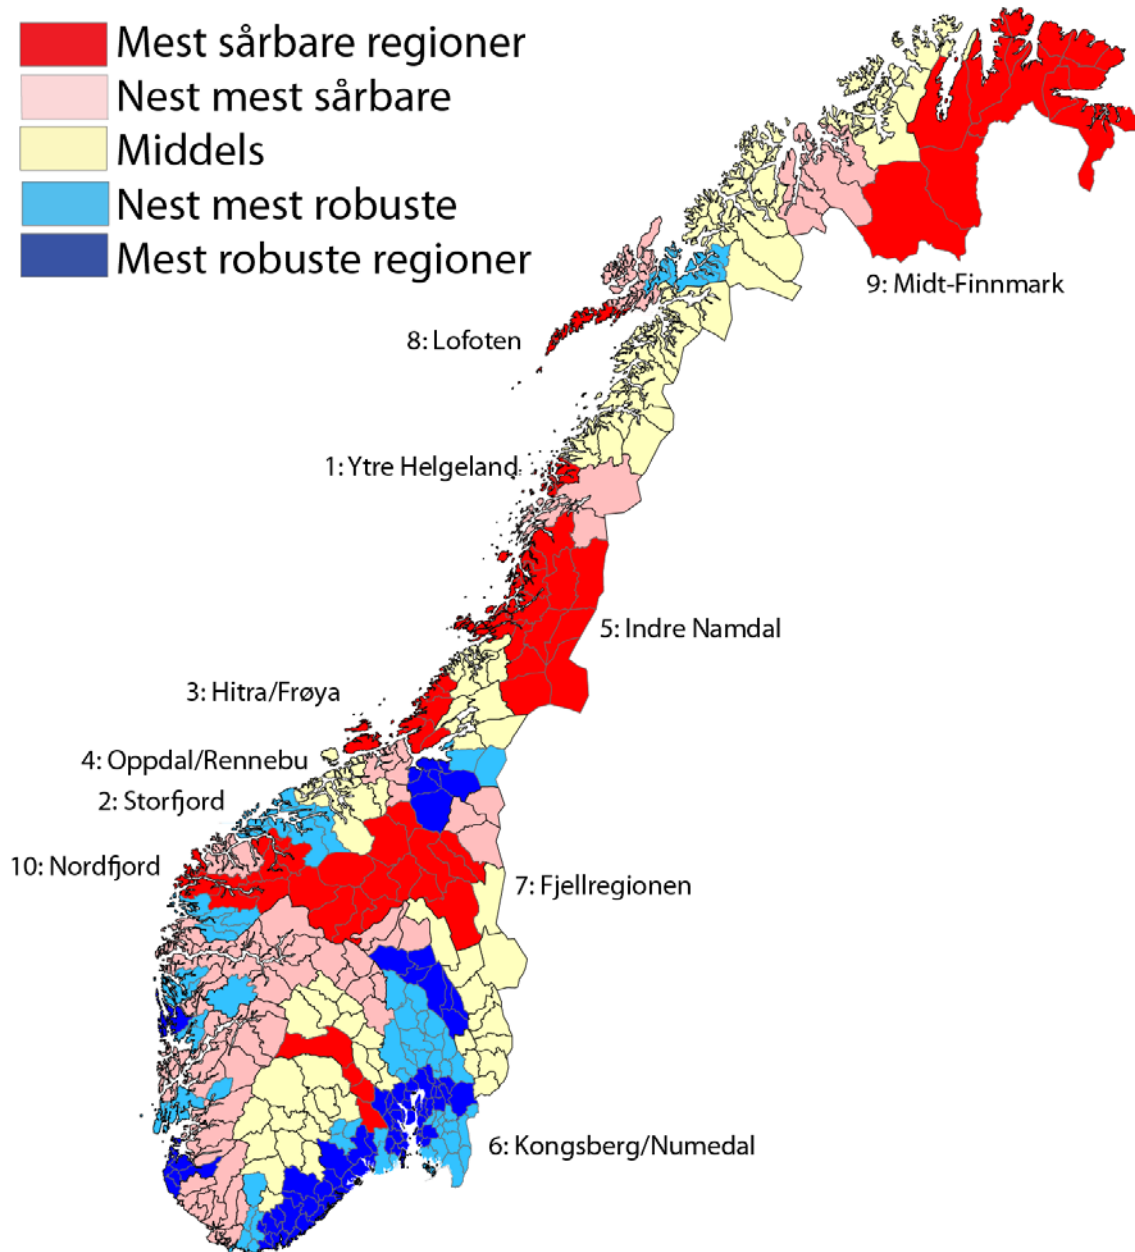 Mest sårbare regioner
Nest mest sårbare
Middels
Nest mest robuste
Mest robuste regioner
9: Midt-Finnmark
8: Lofoten
1: Ytre Helgeland
5: Indre Namdal
3: Hitra/Frøya
4: Oppdal/Rennebu
2: Storfjord
10: Nordfjord
7: Fjellregionen
6: Kongsberg/Numedal